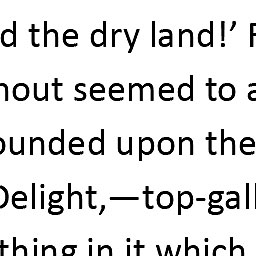 d the dry land!’ F
hout seemed to a
ounded upon the
Delight,—top-gall
thing in it which